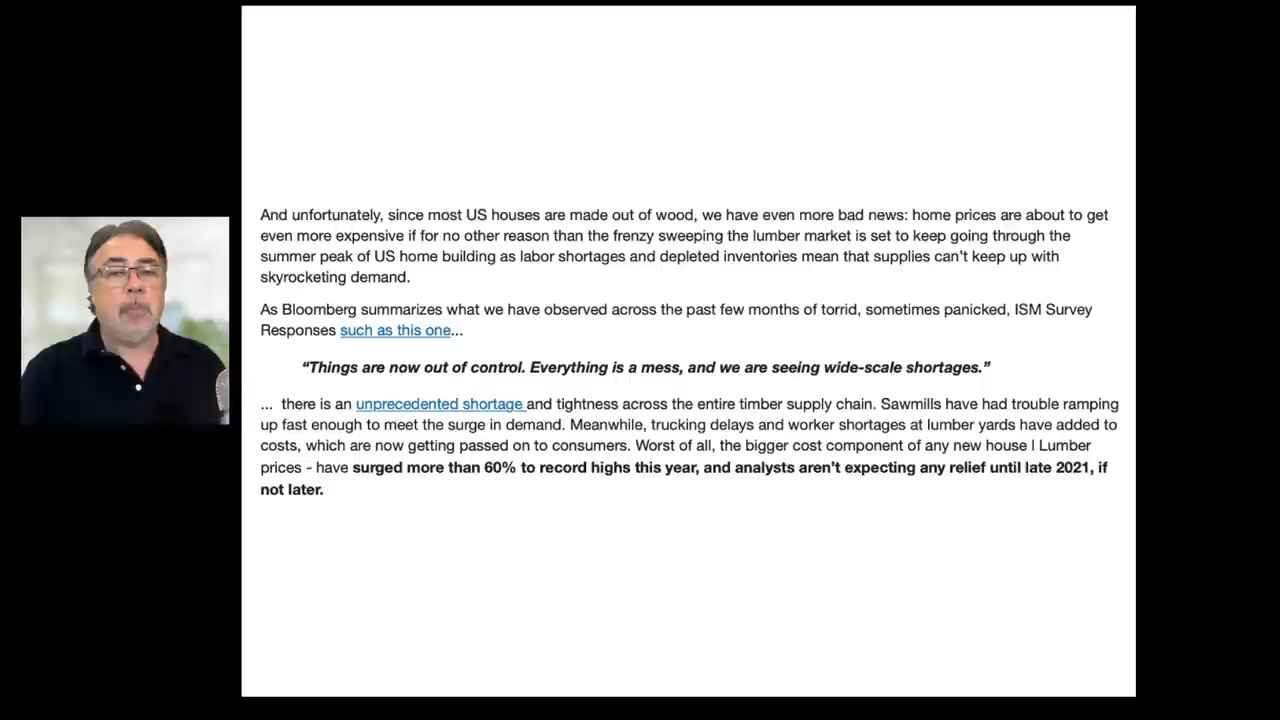 And unfortunately, since most US houses are made out of wood, we have even more bad news: home prices are about to get
even more expensive if for no other reason than the frenzy sweeping the lumber market is set to keep going through the
summer peak of US home building as labor shortages and depleted inventories mean that supplies can't keep up with
skyrocketing demand.
As Bloomberg summarizes what we have observed across the past few months of torrid, sometimes panicked, ISM Survey
Responses such as this one...
“Things are now out of control. Everything is a mess, and we are seeing wide-scale shortages.”
... there is an unprecedented shortage and tightness across the entire timber supply chain. Sawmills have had trouble ramping
up fast enough to meet the surge in demand. Meanwhile, trucking delays and worker shortages at lumber yards have added to
costs, which are now getting passed on to consumers. Worst of all, the bigger cost component of any new house | Lumber
prices - have surged more than 60% to record highs this year, and analysts aren't expecting any relief until late 2021, if
not later.